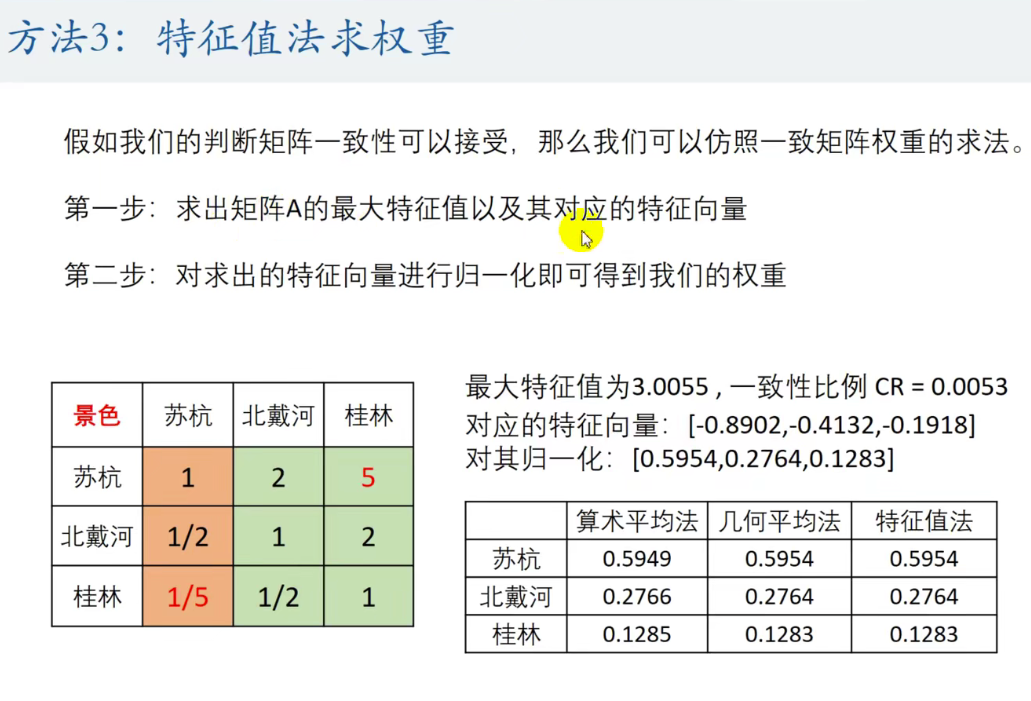 方法3：特征值法求权重
假如我们的判断矩阵一致性可以接受，那么我们可以仿照一致矩阵权重的求法。
第一步：求出矩阵A的最大特征值以及其对应的特征向量
第二步：对求出的特征向量进行归一化即可得到我们的权重
景色 苏杭 北戴河 桂林
苏杭 1 2 5
北戴河 1/2 1 2
桂林 1/5 1/2 1
最大特征值为3.0055 , 一致性比例 CR = 0.0053
对应的特征向量：[-0.8902,-0.4132,-0.1918]
对其归一化：[0.5954,0.2764,0.1283]
算术平均法 几何平均法 特征值法
苏杭 0.5949 0.5954 0.5954
北戴河 0.2766 0.2764 0.2764
桂林 0.1285 0.1283 0.1283